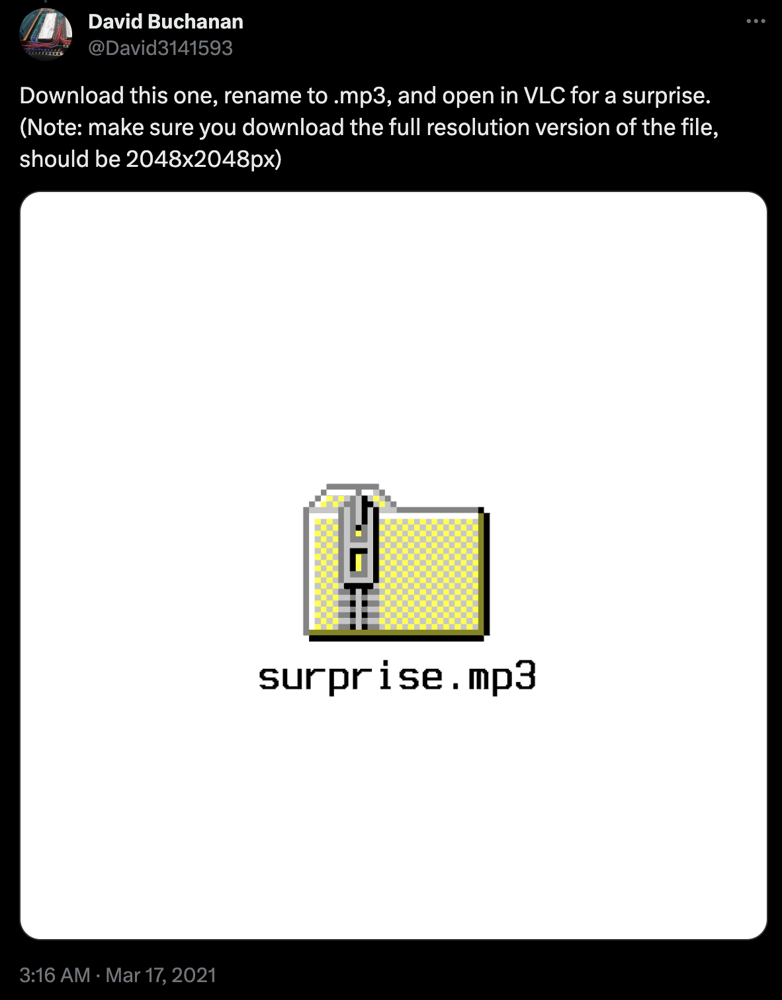 David Buchanan
@David3141593
Download this one, rename to .mp3, and open in VLC for a surprise.
(Note: make sure you download the full resolution version of the file,
should be 2048x2048px)
surprise.mp3
3:16 AM · Mar 17, 2021